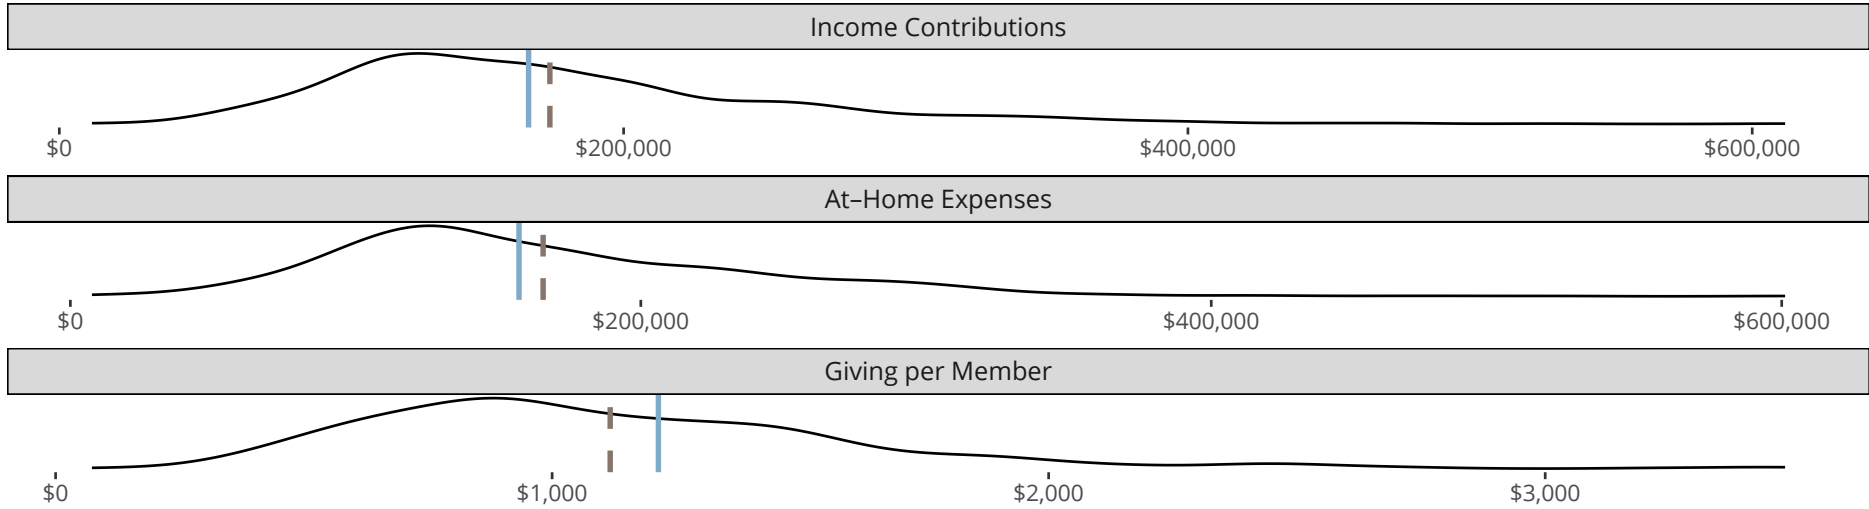 Income Contributions
$0 $200,000 $400,000 $600,000
At–Home Expenses
$0 $200,000 $400,000 $600,000
Giving per Member
$0 $1,000 $2,000 $3,000